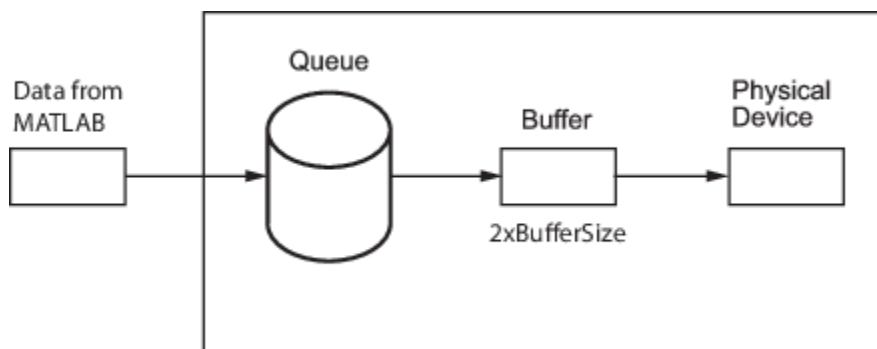 Data from
MATLAB
Queue
Buffer
2xBufferSize
Physical
Device